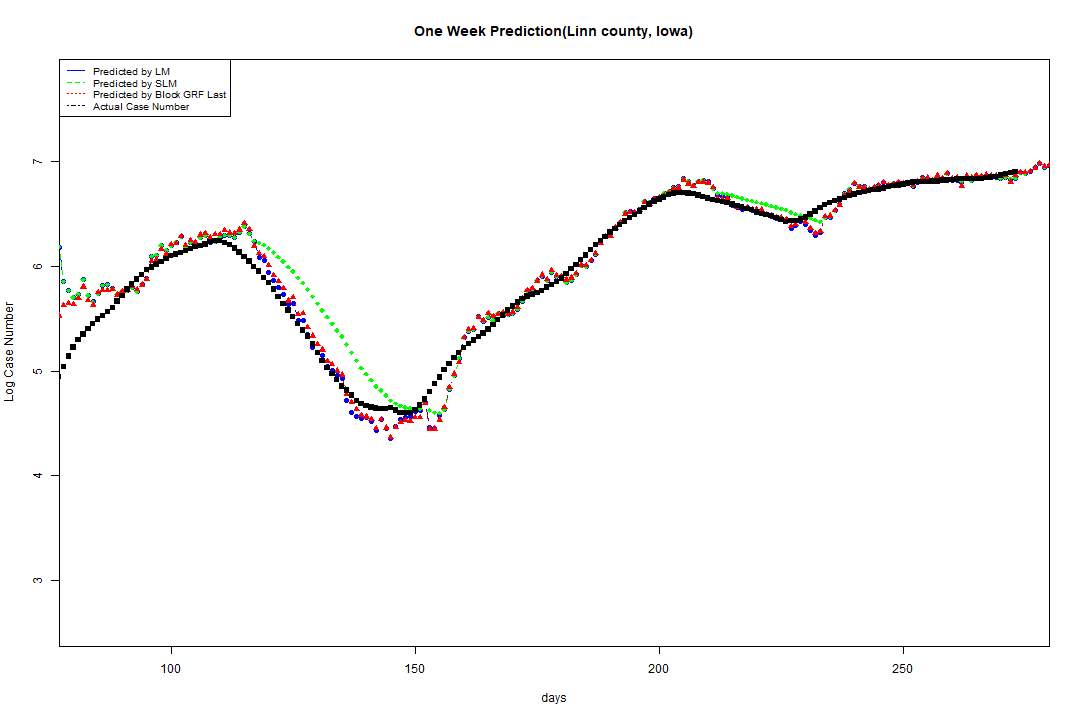 One Week Prediction(Linn county, Iowa)
Predicted by LM
Predicted by SLM
Predicted by Block GRF Last
Actual Case Number
7
6
5
4
3
Log Case Number
100 150 200 250
days